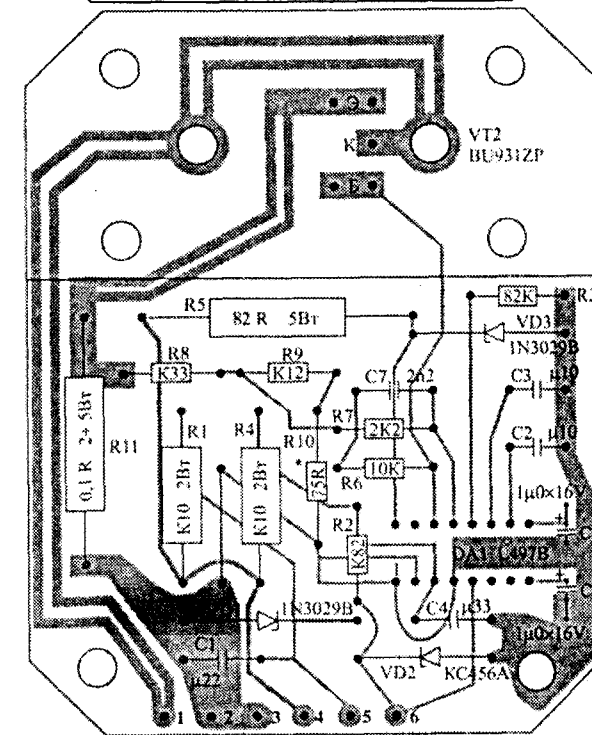 Э
К
Б
VT2
BU931ZP
82K
R5
82 R 5Вт
VD3
1N3029B
R8
K33
R9
K12
C7
2n2
C3
µ10
R11
0,1 R 2÷5Вт
R1
K10 2Вт
R4
K10 2Вт
R10
*
75R
R7
2K2
R6
10K
C2
µ10
1µ0×16V
R2
K82
DA1 L497B
1N3029B
C4
µ33
1µ0×16V
C1
µ22
VD2
KC456A
1
2
3
4
5
6